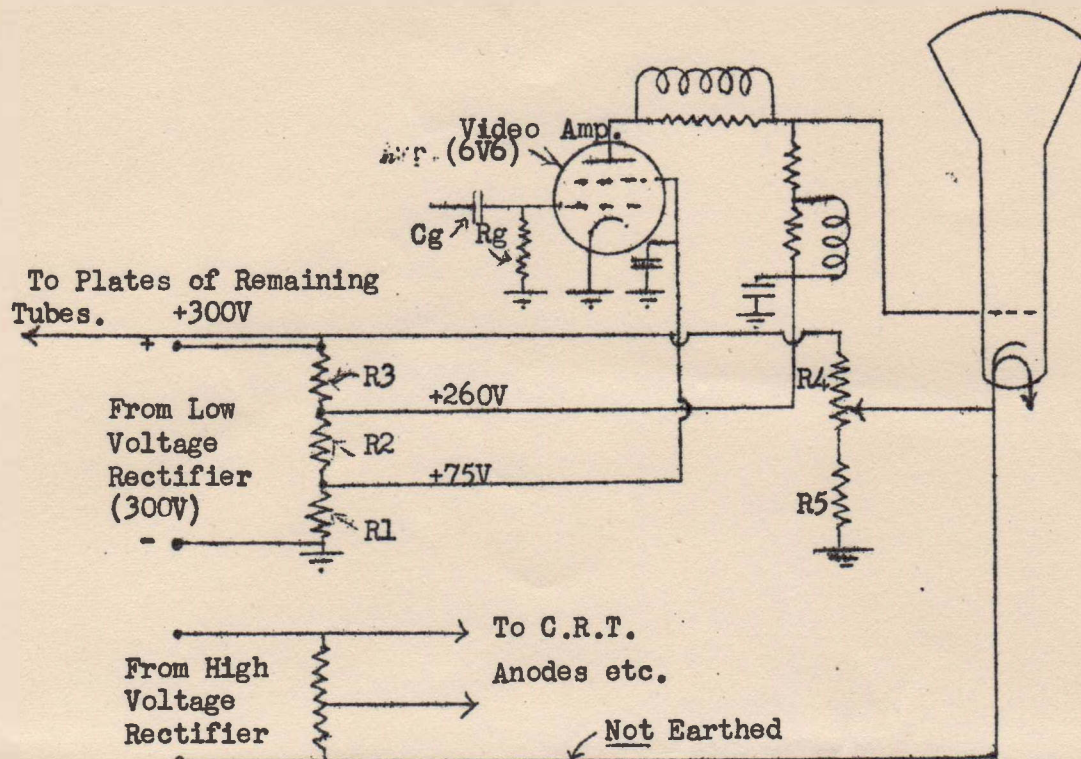 Video Amp.
(6V6)
Cg
Rg
To Plates of Remaining
Tubes.
+300V
+
R3
R4
From Low
Voltage
Rectifier
(300V)
+260V
R2
+75V
R5
R1
-
To C.R.T.
Anodes etc.
From High
Voltage
Rectifier
Not Earthed